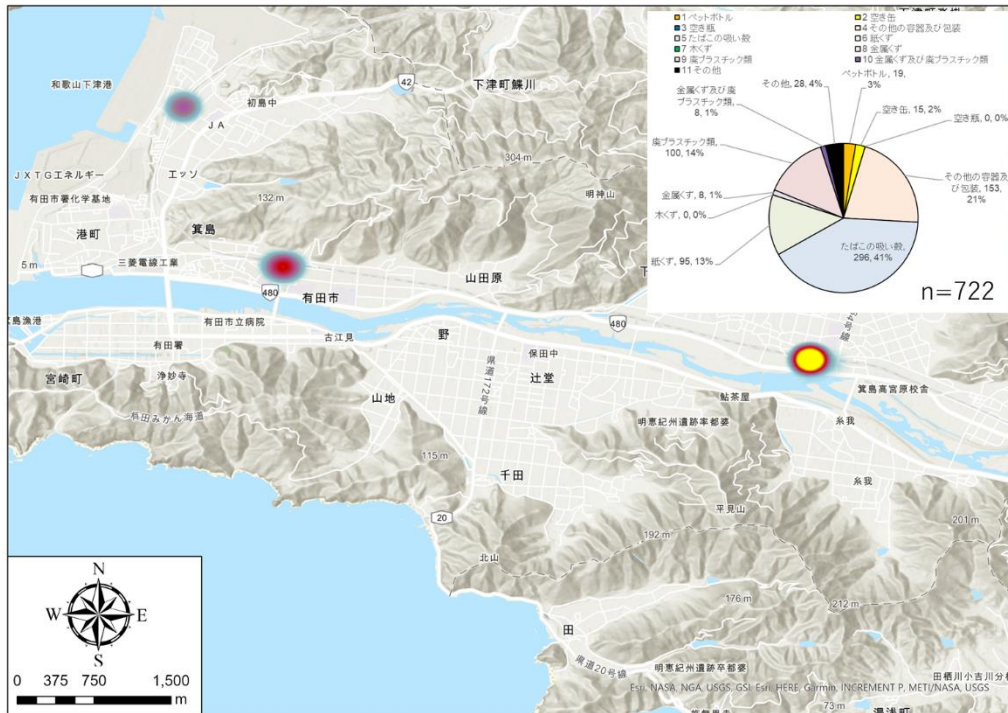 1 ペットボトル
2 空き缶
3 空き瓶
4 その他の容器及び包装
5 たばこの吸い殻
6 紙くず
7 木くず
8 金属くず
9 廃プラスチック類
10 金属くず及び廃プラスチック類
11 その他
金属くず及び廃
プラスチック類,
8, 1%
その他, 28, 4%
ペットボトル, 19,
3%
空き缶, 15, 2%
空き瓶, 0, 0%
廃プラスチック類,
100, 14%
その他の容器及
び包装, 153,
21%
金属くず, 8, 1%
木くず, 0, 0%
紙くず, 95, 13%
たばこの吸い殻,
296, 41%
n=722
和歌山下津港
42
下津町鰈川
初島中
JA
JXTGエネルギー
エッソ
304 m
有田市署化学基地
132 m
明神山
港町
箕島
5 m
三菱電線工業
山田原
480
有田市
有田市立病院
480
有田署
古江見
野
保田中
宮崎町
浄妙寺
辻堂
県道172号線
箕島高宮原校舎
有田みかん海道
山地
鮎茶屋
糸我
明恵紀州遺跡率都婆
115 m
千田
糸我
20
平見山
192 m
201 m
北山
N
W
E
S
176 m
212 m
田
県道20号線
明恵紀州遺跡卒都婆
0 375 750 1,500
m
田栖川小吉川分校
Esri, NASA, NGA, USGS, GSI, Esri, HERE, Garmin, INCREMENT P, METI/NASA, USGS
73 m
湯浅町